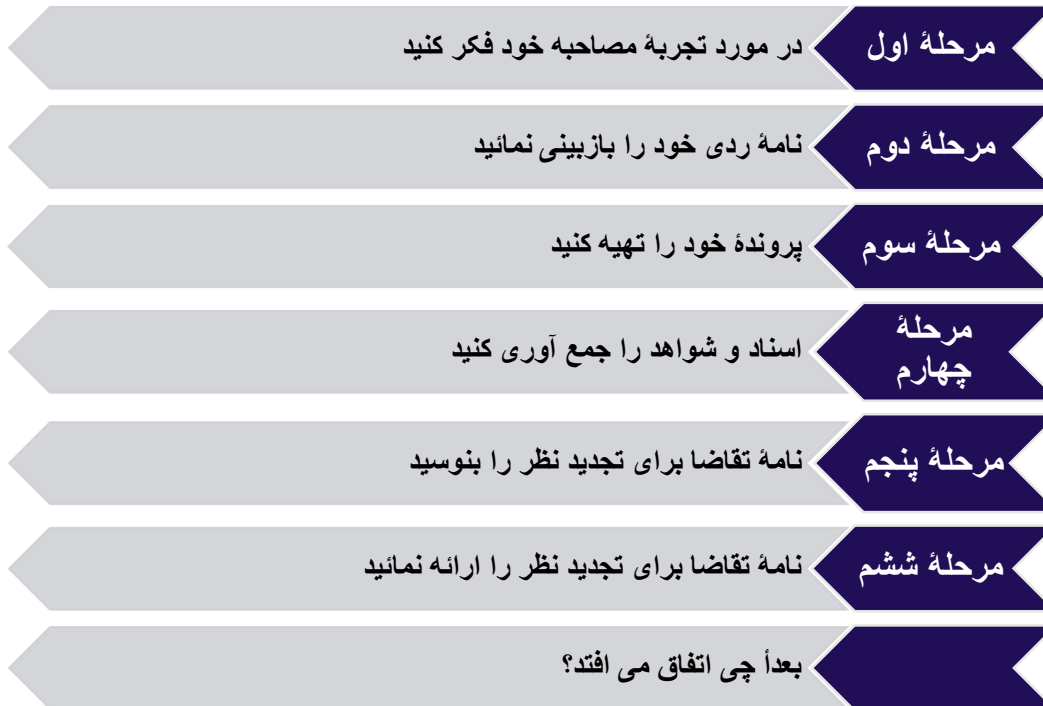 مرحلهٔ اول
در مورد تجربهٔ مصاحبه خود فکر کنید
مرحلهٔ دوم
نامهٔ ردی خود را بازبینی نمائید
مرحلهٔ سوم
پروندهٔ خود را تهیه کنید
مرحلهٔ
چهارم
اسناد و شواهد را جمع آوری کنید
مرحلهٔ پنجم
نامهٔ تقاضا برای تجدید نظر را بنوسید
مرحلهٔ ششم
نامهٔ تقاضا برای تجدید نظر را ارائه نمائید
بعدأ چی اتفاق می افتد؟